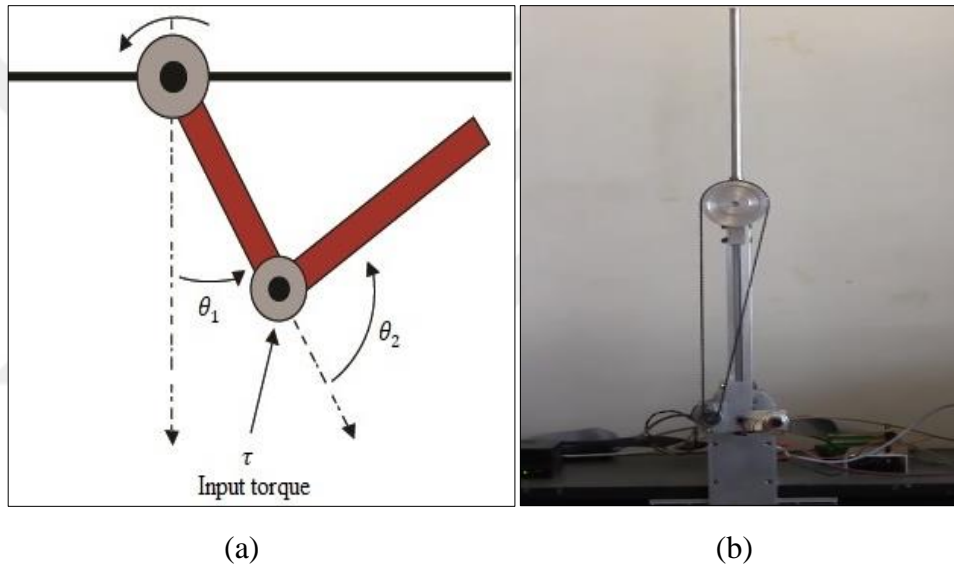 θ₁
θ₂
τ
Input torque
(a)
(b)